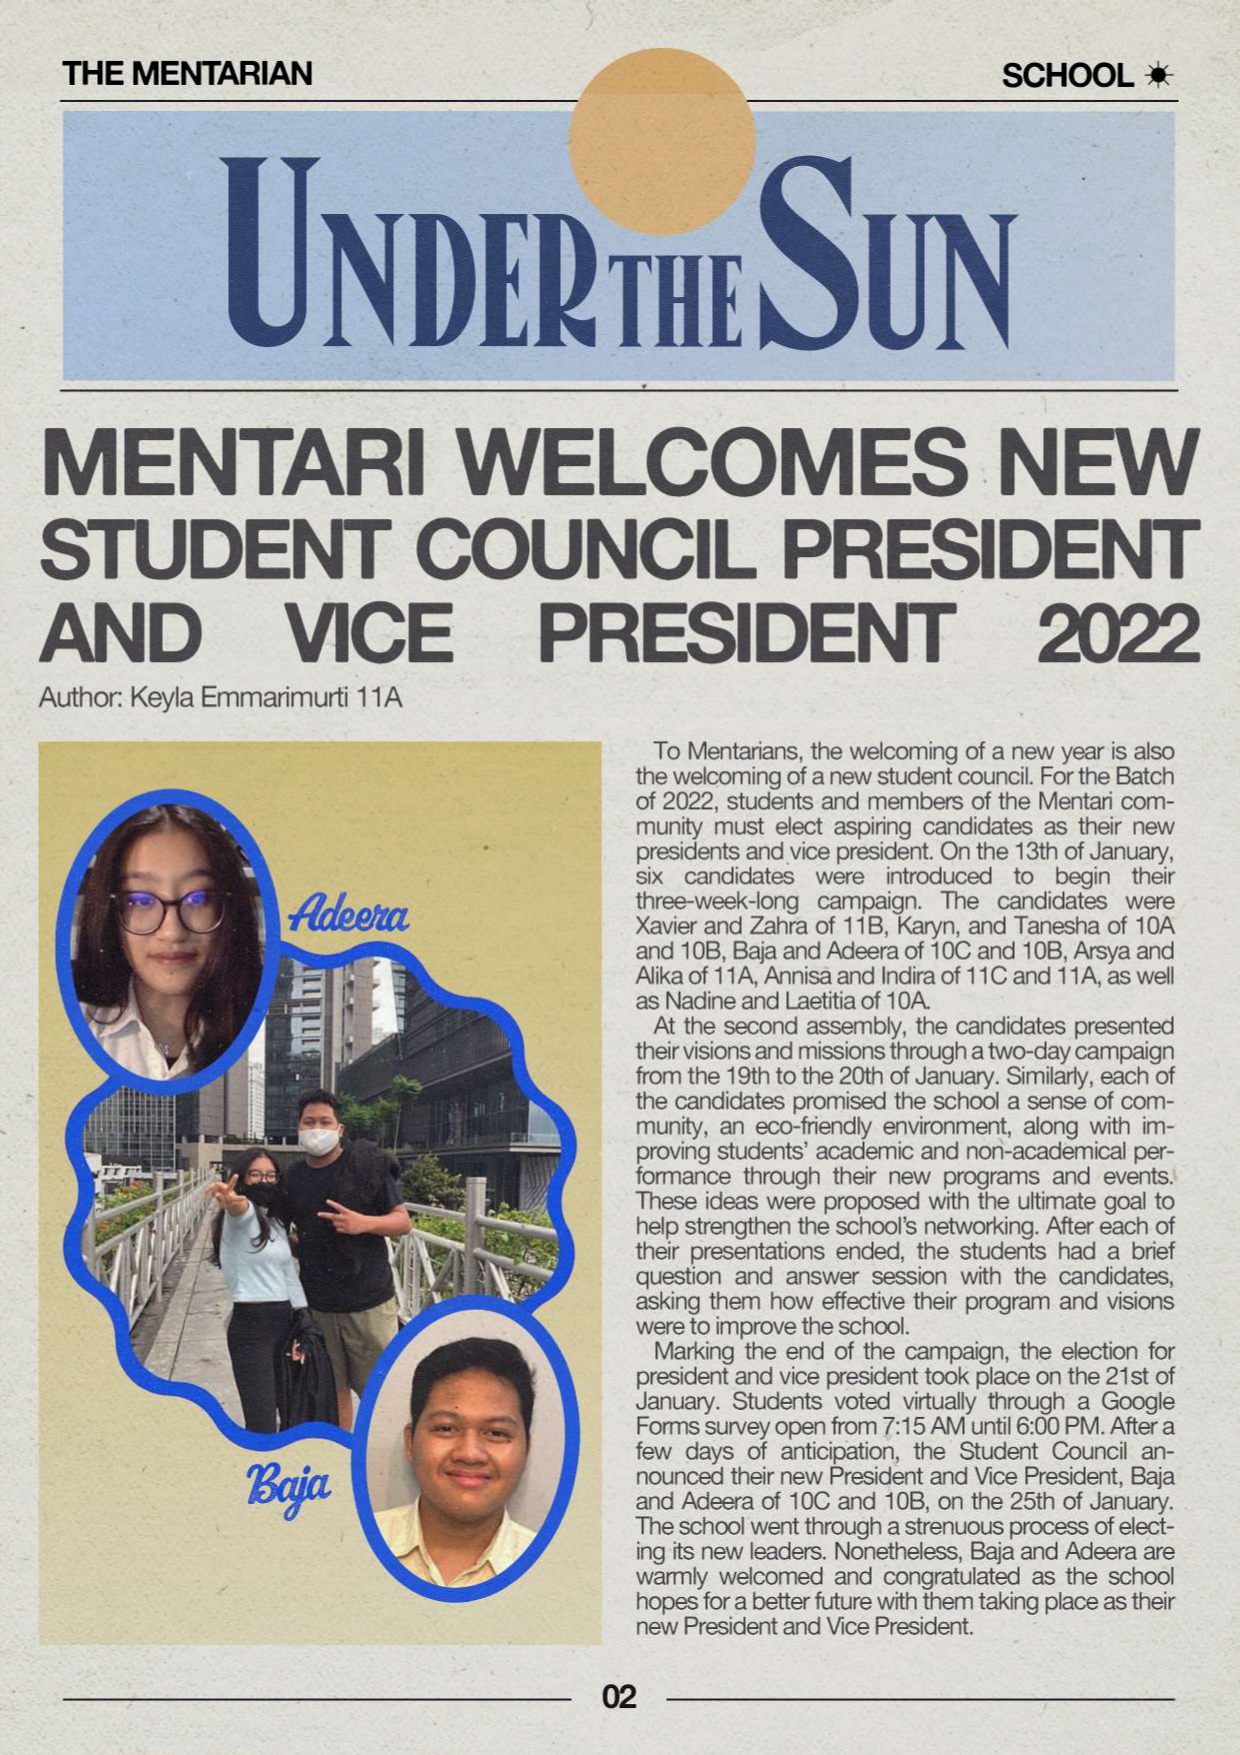 THE MENTARIAN
SCHOOL
UNDER THE SUN
MENTARI WELCOMES NEW
STUDENT COUNCIL PRESIDENT
AND VICE PRESIDENT 2022
Author: Keyla Emmarimurti 11A
Adeera
Baja
To Mentarians, the welcoming of a new year is also
the welcoming of a new student council. For the Batch
of 2022, students and members of the Mentari com-
munity must elect aspiring candidates as their new
presidents and vice president. On the 13th of January,
six candidates were introduced to begin their
three-week-long campaign. The candidates were
Xavier and Zahra of 11B, Karyn, and Tanesha of 10A
and 10B, Baja and Adeera of 10C and 10B, Arsya and
Alika of 11A, Annisa and Indira of 11C and 11A, as well
as Nadine and Laetitia of 10A.
At the second assembly, the candidates presented
their visions and missions through a two-day campaign
from the 19th to the 20th of January. Similarly, each of
the candidates promised the school a sense of com-
munity, an eco-friendly environment, along with im-
proving students’ academic and non-academical per-
formance through their new programs and events.
These ideas were proposed with the ultimate goal to
help strengthen the school’s networking. After each of
their presentations ended, the students had a brief
question and answer session with the candidates,
asking them how effective their program and visions
were to improve the school.
Marking the end of the campaign, the election for
president and vice president took place on the 21st of
January. Students voted virtually through a Google
Forms survey open from 7:15 AM until 6:00 PM. After a
few days of anticipation, the Student Council an-
nounced their new President and Vice President, Baja
and Adeera of 10C and 10B, on the 25th of January.
The school went through a strenuous process of elect-
ing its new leaders. Nonetheless, Baja and Adeera are
warmly welcomed and congratulated as the school
hopes for a better future with them taking place as their
new President and Vice President.
02